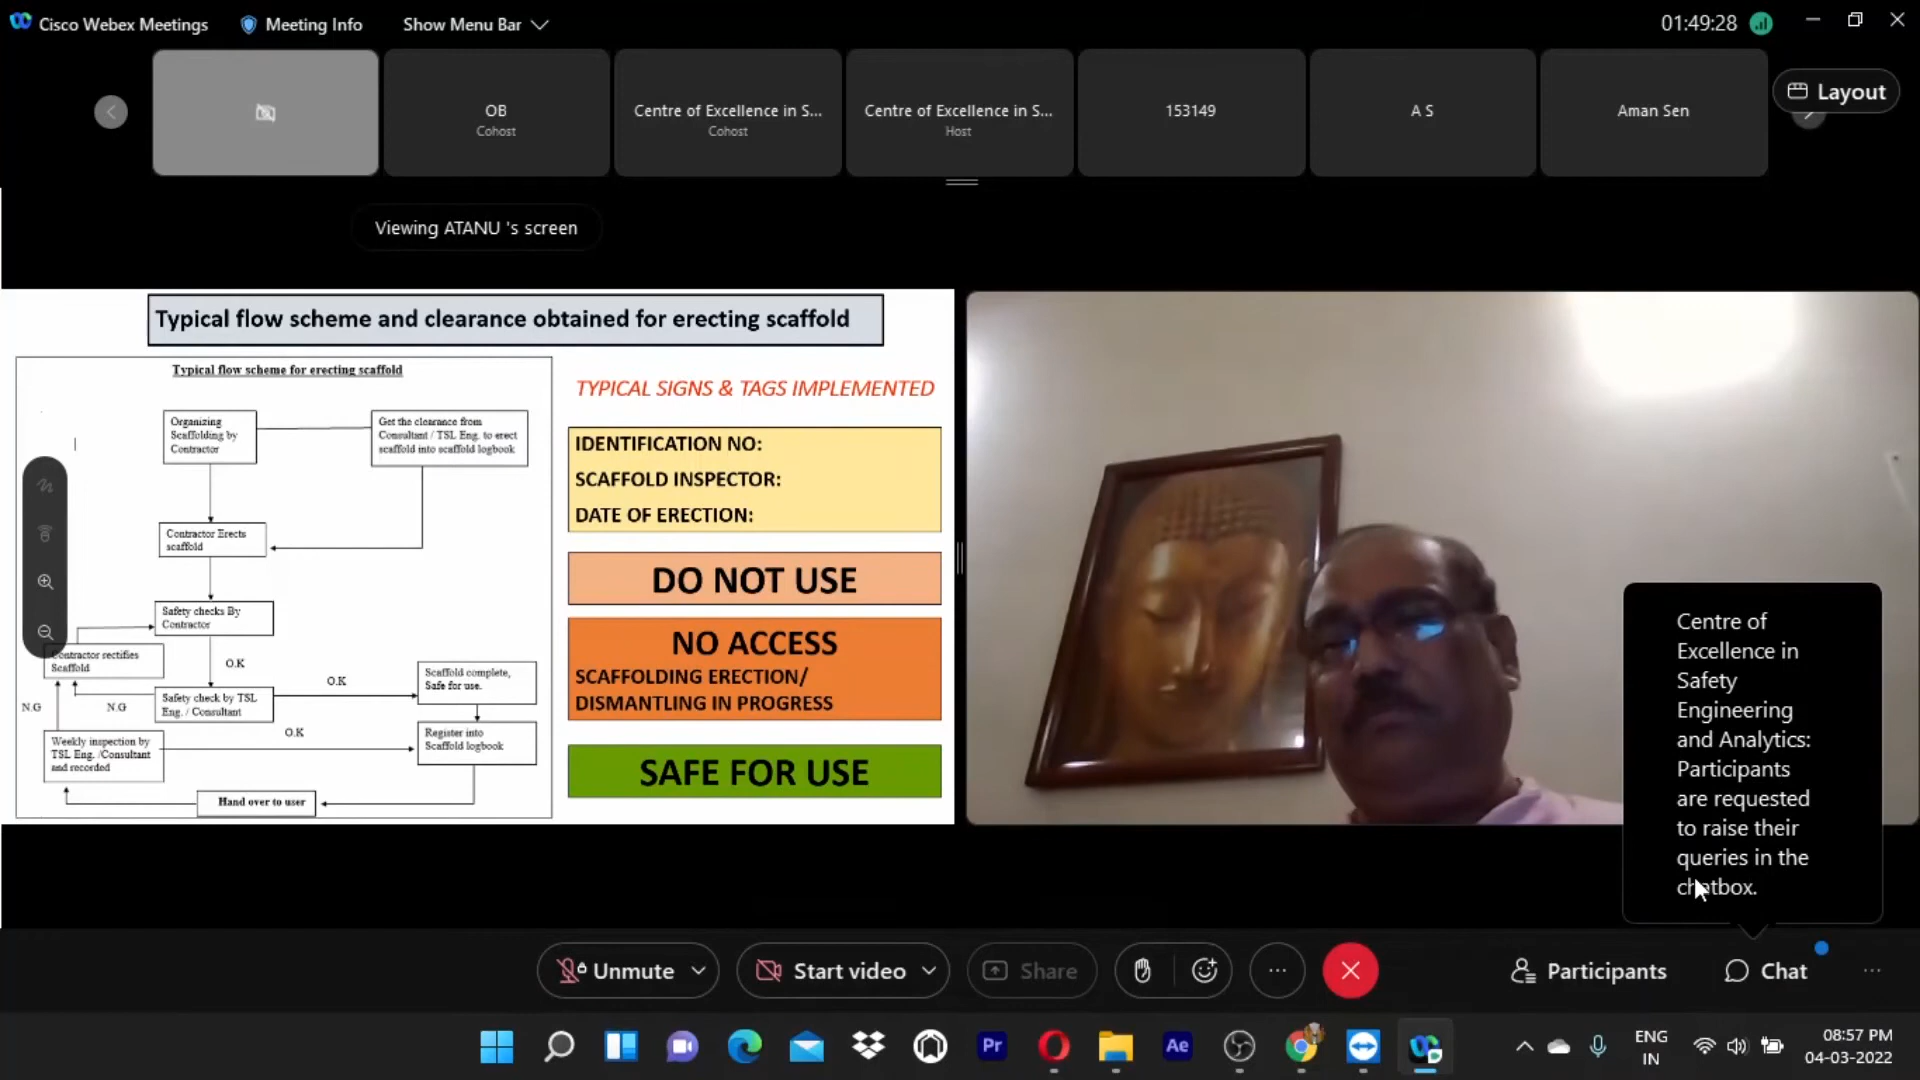 Cisco Webex Meetings
Meeting Info
Show Menu Bar
01:49:28
OB
Cohost
Centre of Excellence in S...
Cohost
Centre of Excellence in S...
Host
153149
A S
Aman Sen
Layout
Viewing ATANU 's screen
Typical flow scheme and clearance obtained for erecting scaffold
Typical flow scheme for erecting scaffold
Organizing
Scaffolding by
Contractor
Get the clearance from
Consultant / TSL Eng. to erect
scaffold into scaffold logbook
Contractor Erects
scaffold
Safety checks By
Contractor
Contractor rectifies
Scaffold
O.K
Safety check by TSL
Eng. / Consultant
O.K
Scaffold complete,
Safe for use.
N.G
N.G
O.K
Register into
Scaffold logbook
Weekly inspection by
TSL Eng. /Consultant
and recorded
Hand over to user
TYPICAL SIGNS & TAGS IMPLEMENTED
IDENTIFICATION NO:
SCAFFOLD INSPECTOR:
DATE OF ERECTION:
DO NOT USE
NO ACCESS
SCAFFOLDING ERECTION/
DISMANTLING IN PROGRESS
SAFE FOR USE
Centre of
Excellence in
Safety
Engineering
and Analytics:
Participants
are requested
to raise their
queries in the
chatbox.
Unmute
Start video
Share
Participants
Chat
Pr
Ae
ENG
IN
08:57 PM
04-03-2022